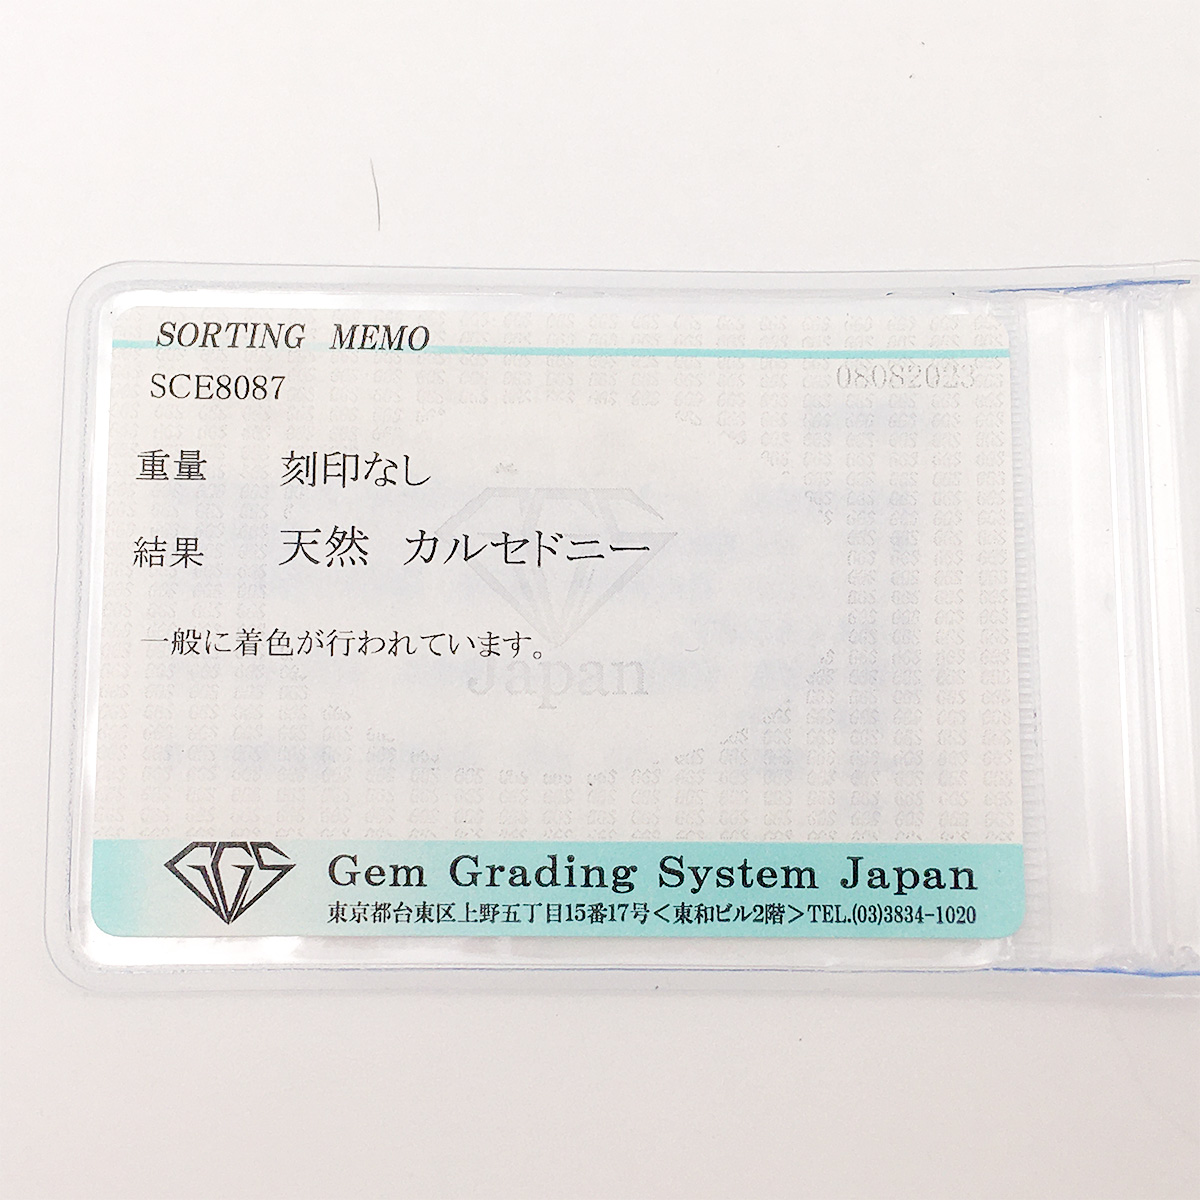 SORTING MEMO
SCE8087
08082023
重量 刻印なし
結果 天然 カルセドニー
一般に着色が行われています。
GGS
Japan
GGS
Gem Grading System Japan
東京都台東区上野五丁目15番17号<東和ビル2階>TEL.(03)3834-1020